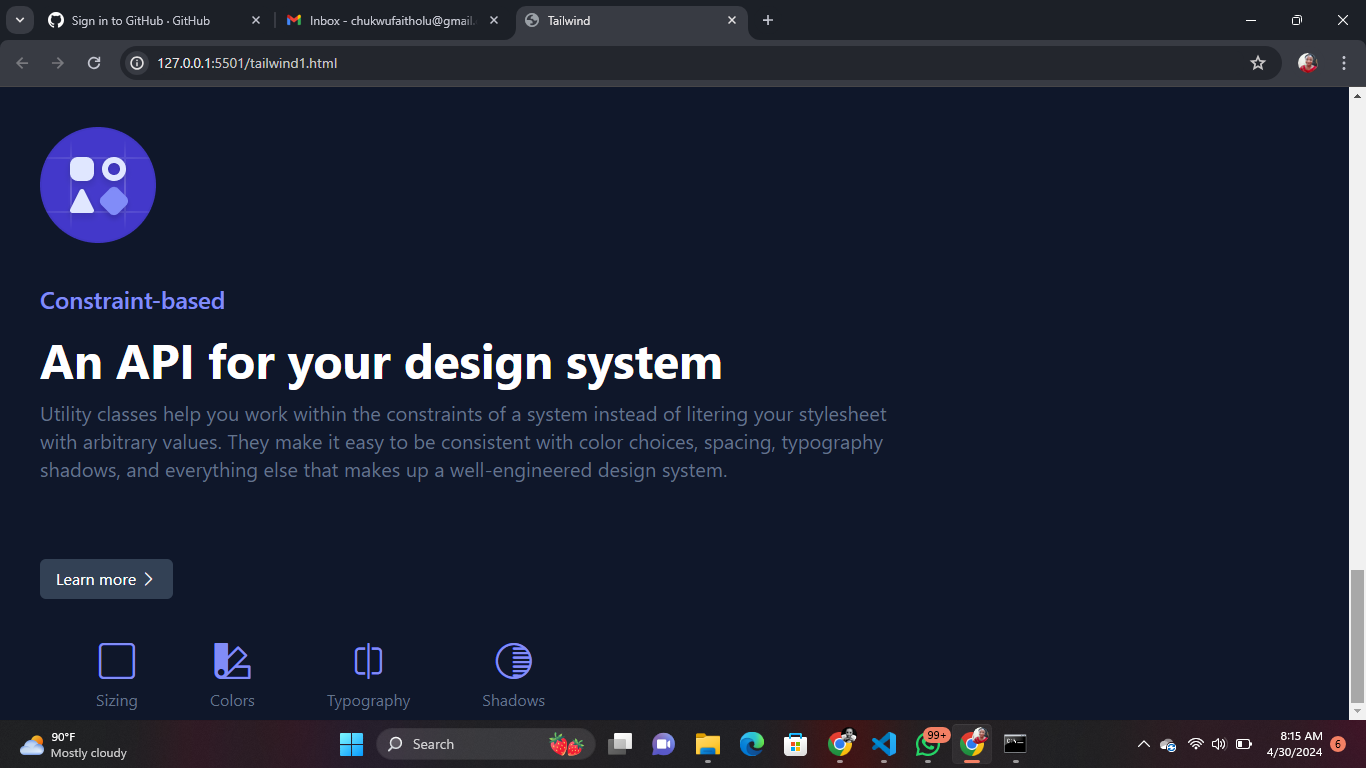 Sign in to GitHub · GitHub
Inbox - chukwufaitholu@gmail.
Tailwind
127.0.0.1:5501/tailwind1.html
Constraint-based
An API for your design system
Utility classes help you work within the constraints of a system instead of litering your stylesheet
with arbitrary values. They make it easy to be consistent with color choices, spacing, typography
shadows, and everything else that makes up a well-engineered design system.
Learn more
Sizing
Colors
Typography
Shadows
90°F
Mostly cloudy
Search
99+
8:15 AM
4/30/2024
6